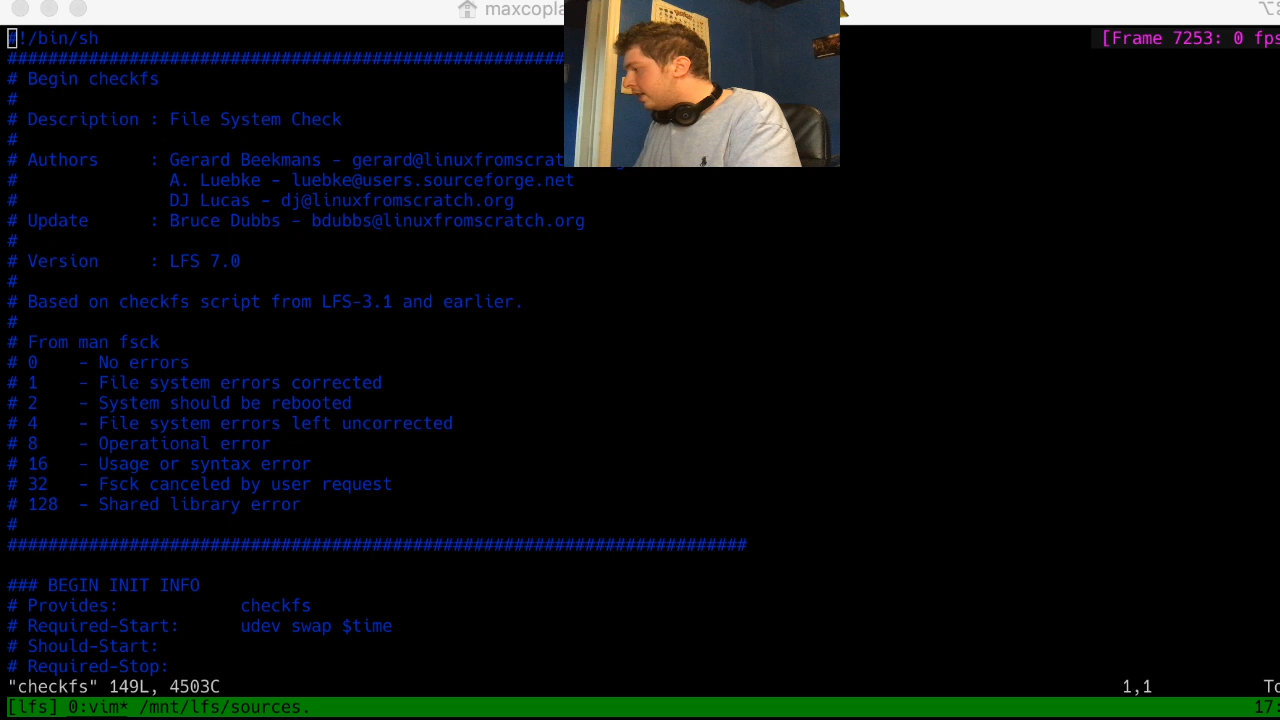 maxcopla
#!/bin/sh
[Frame 7253: 0 fps
#######################################################
# Begin checkfs
#
# Description : File System Check
#
# Authors     : Gerard Beekmans - gerard@linuxfromscrat
#               A. Luebke - luebke@users.sourceforge.net
#               DJ Lucas - dj@linuxfromscratch.org
# Update      : Bruce Dubbs - bdubbs@linuxfromscratch.org
#
# Version     : LFS 7.0
#
# Based on checkfs script from LFS-3.1 and earlier.
#
# From man fsck
# 0    - No errors
# 1    - File system errors corrected
# 2    - System should be rebooted
# 4    - File system errors left uncorrected
# 8    - Operational error
# 16   - Usage or syntax error
# 32   - Fsck canceled by user request
# 128  - Shared library error
#
#########################################################################
### BEGIN INIT INFO
# Provides:            checkfs
# Required-Start:      udev swap $time
# Should-Start:
# Required-Stop:
"checkfs" 149L, 4503C
1,1
To
[lfs] 0:vim* /mnt/lfs/sources.
17: